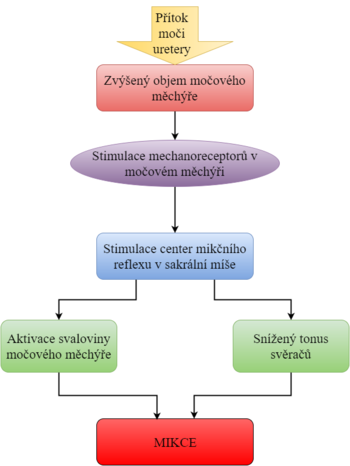 Přítok
moči
uretery
Zvýšený objem močového
měchýře
Stimulace mechanoreceptorů v
močovém měchýři
Stimulace center mikčního
reflexu v sakrální míše
Aktivace svaloviny
močového měchýře
Snížený tonus
svěračů
MIKCE